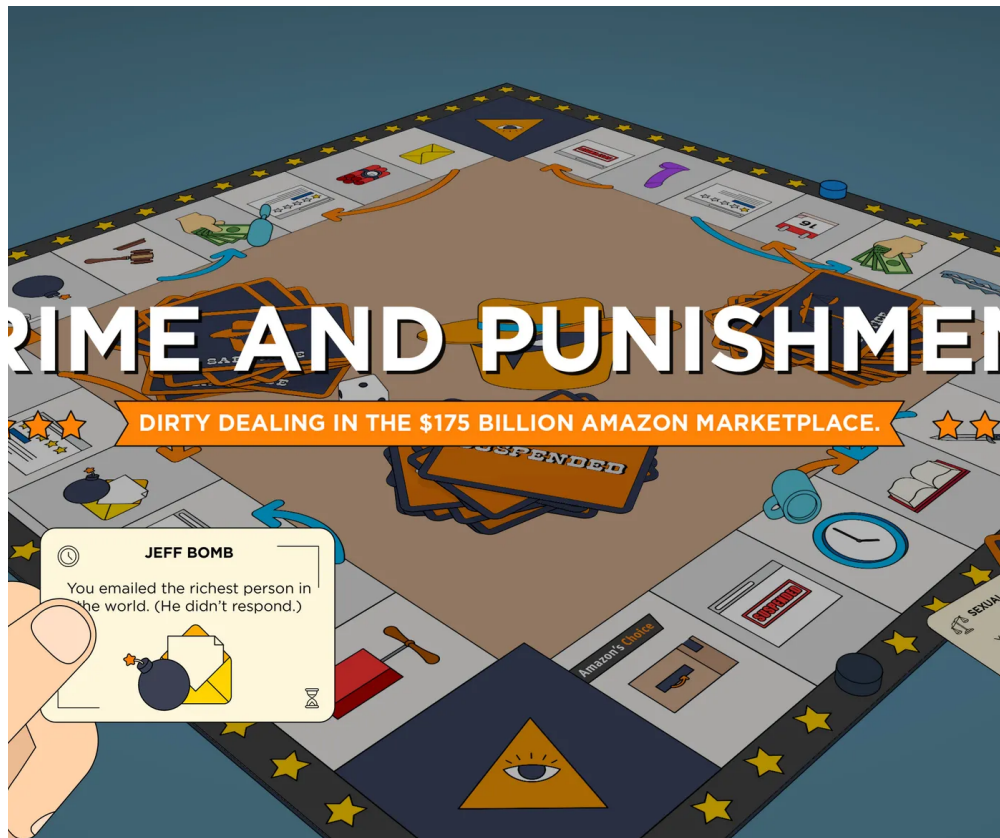 RIME AND PUNISHMEN
DIRTY DEALING IN THE $175 BILLION AMAZON MARKETPLACE.
SUSPENDED
JEFF BOMB
You emailed the richest person in
the world. (He didn't respond.)
SUSPENDED
Amazon's Choice
SEXUAL
16